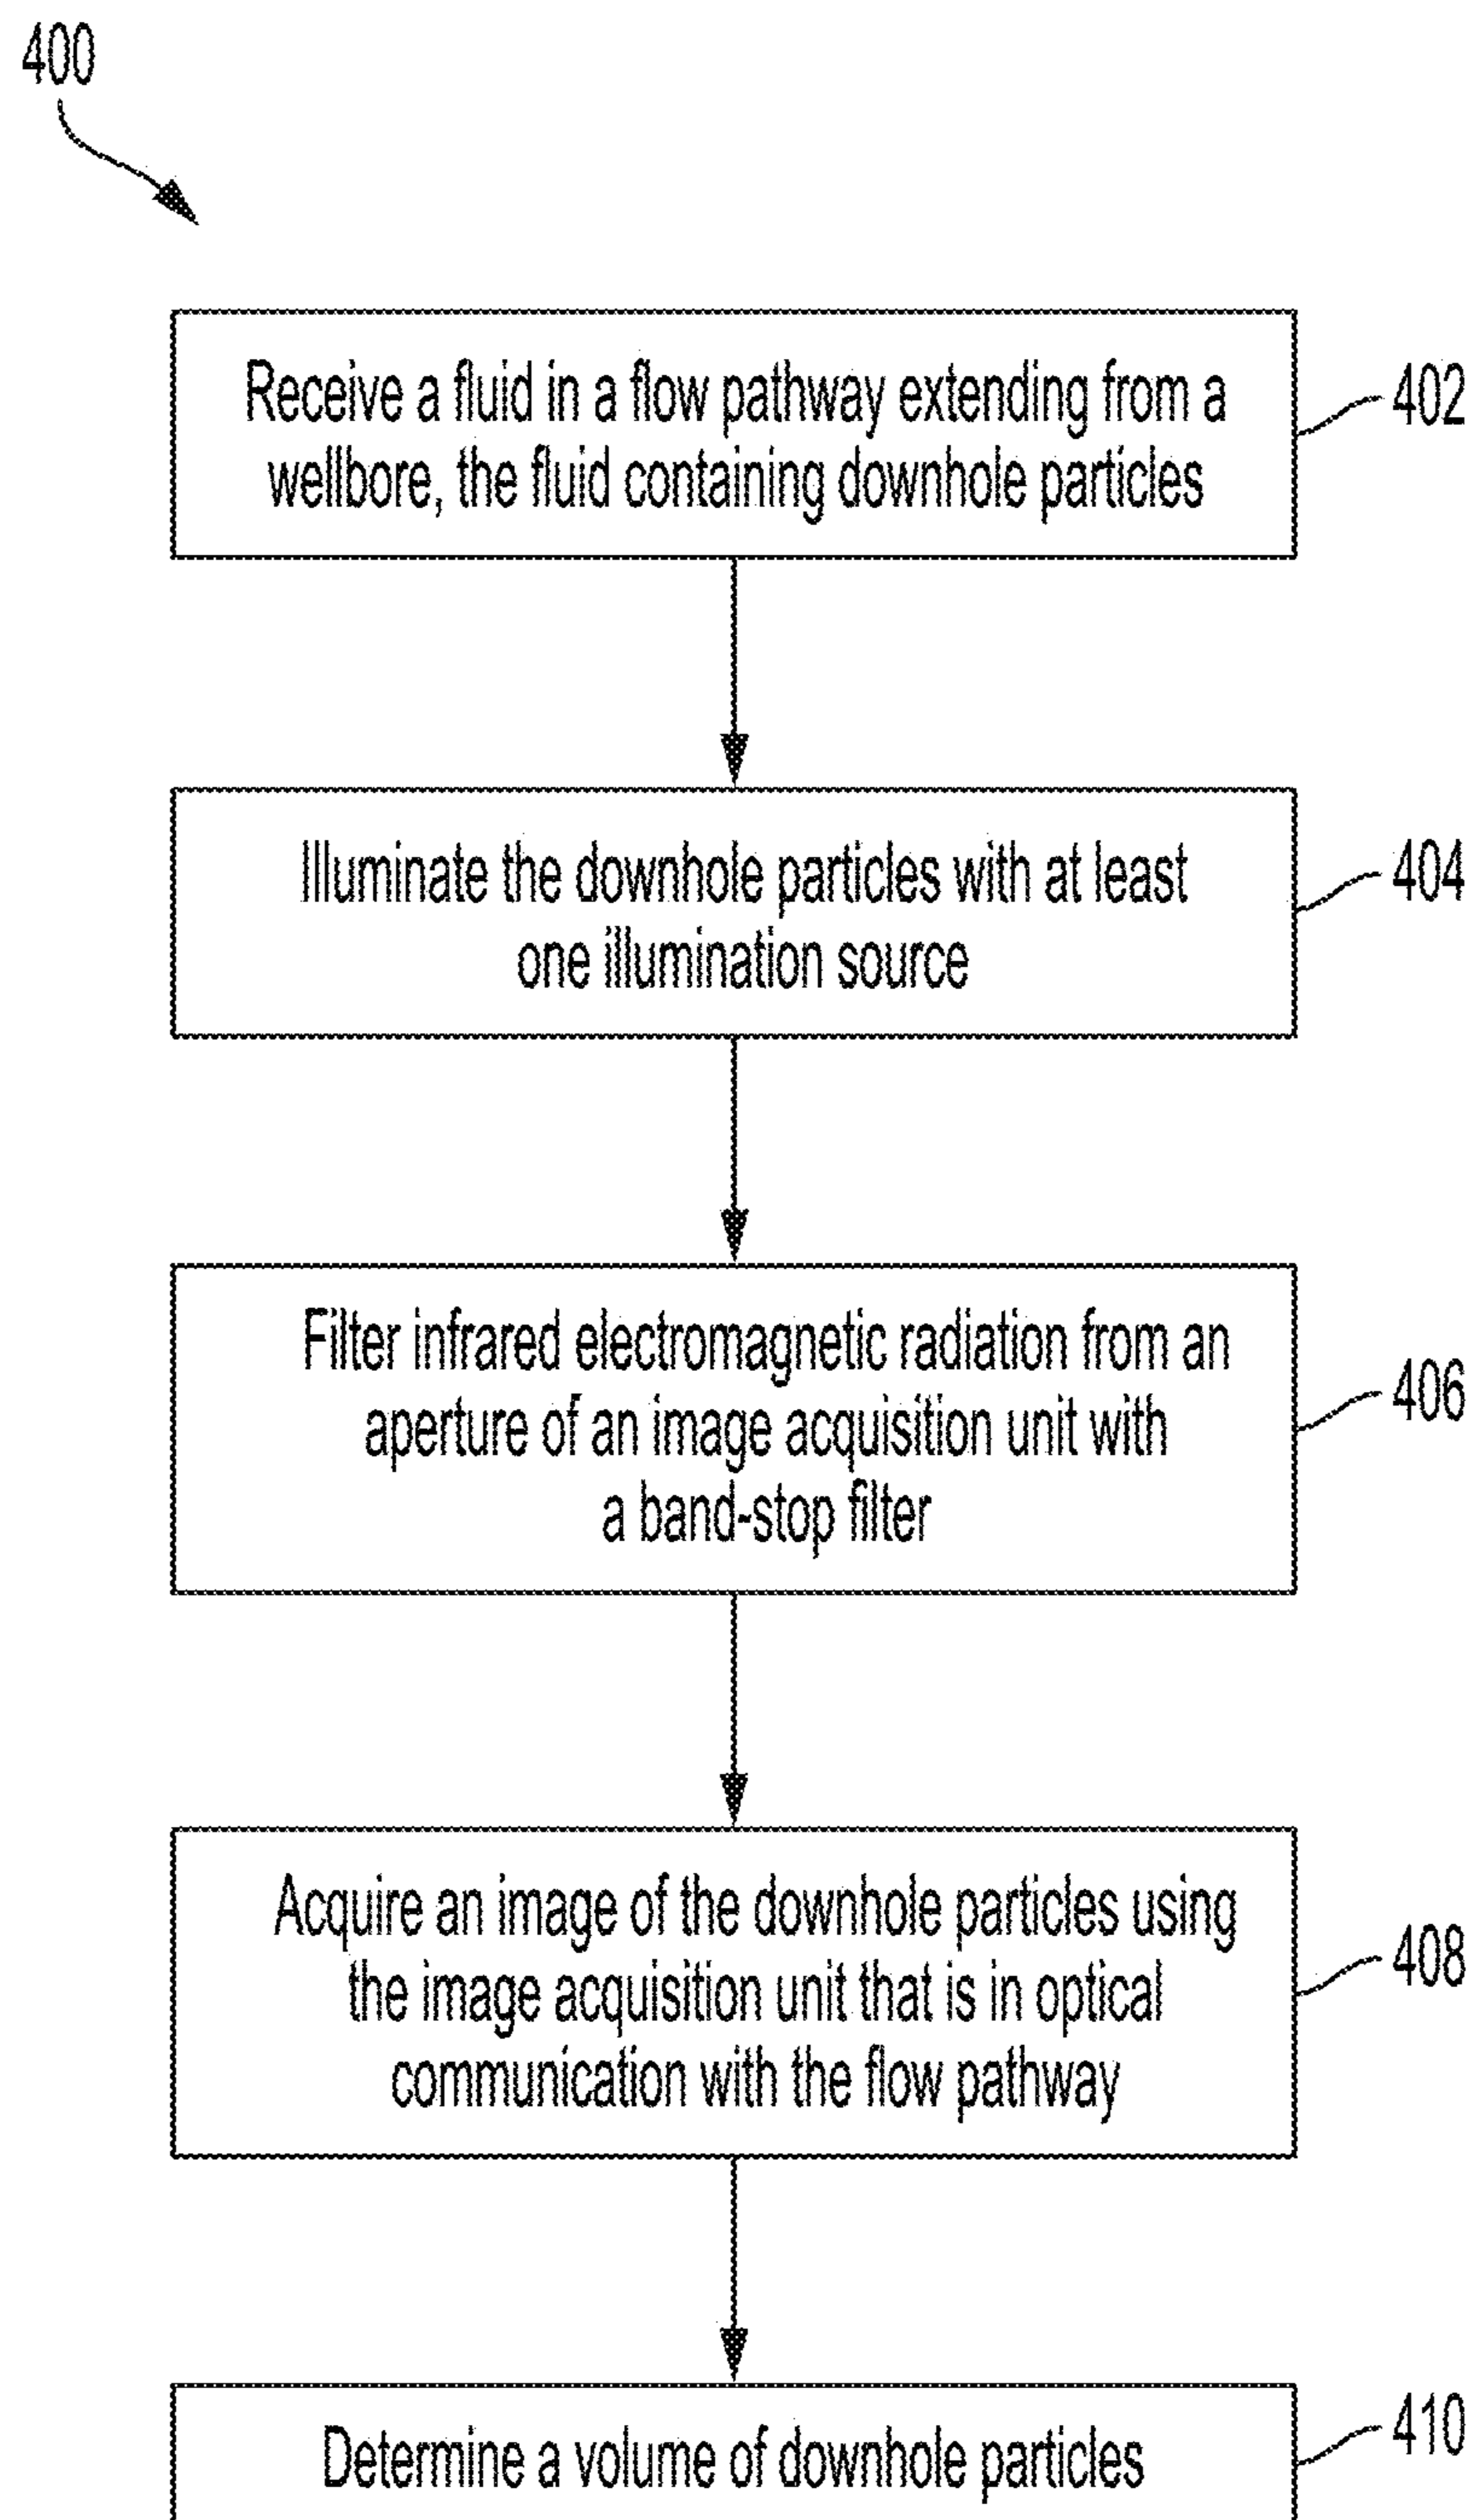 400
Receive a fluid in a flow pathway extending from a
wellbore, the fluid containing downhole particles
402
Illuminate the downhole particles with at least
one illumination source
404
Filter infrared electromagnetic radiation from an
aperture of an image acquisition unit with
a band-stop filter
406
Acquire an image of the downhole particles using
the image acquisition unit that is in optical
communication with the flow pathway
408
Determine a volume of downhole particles
410